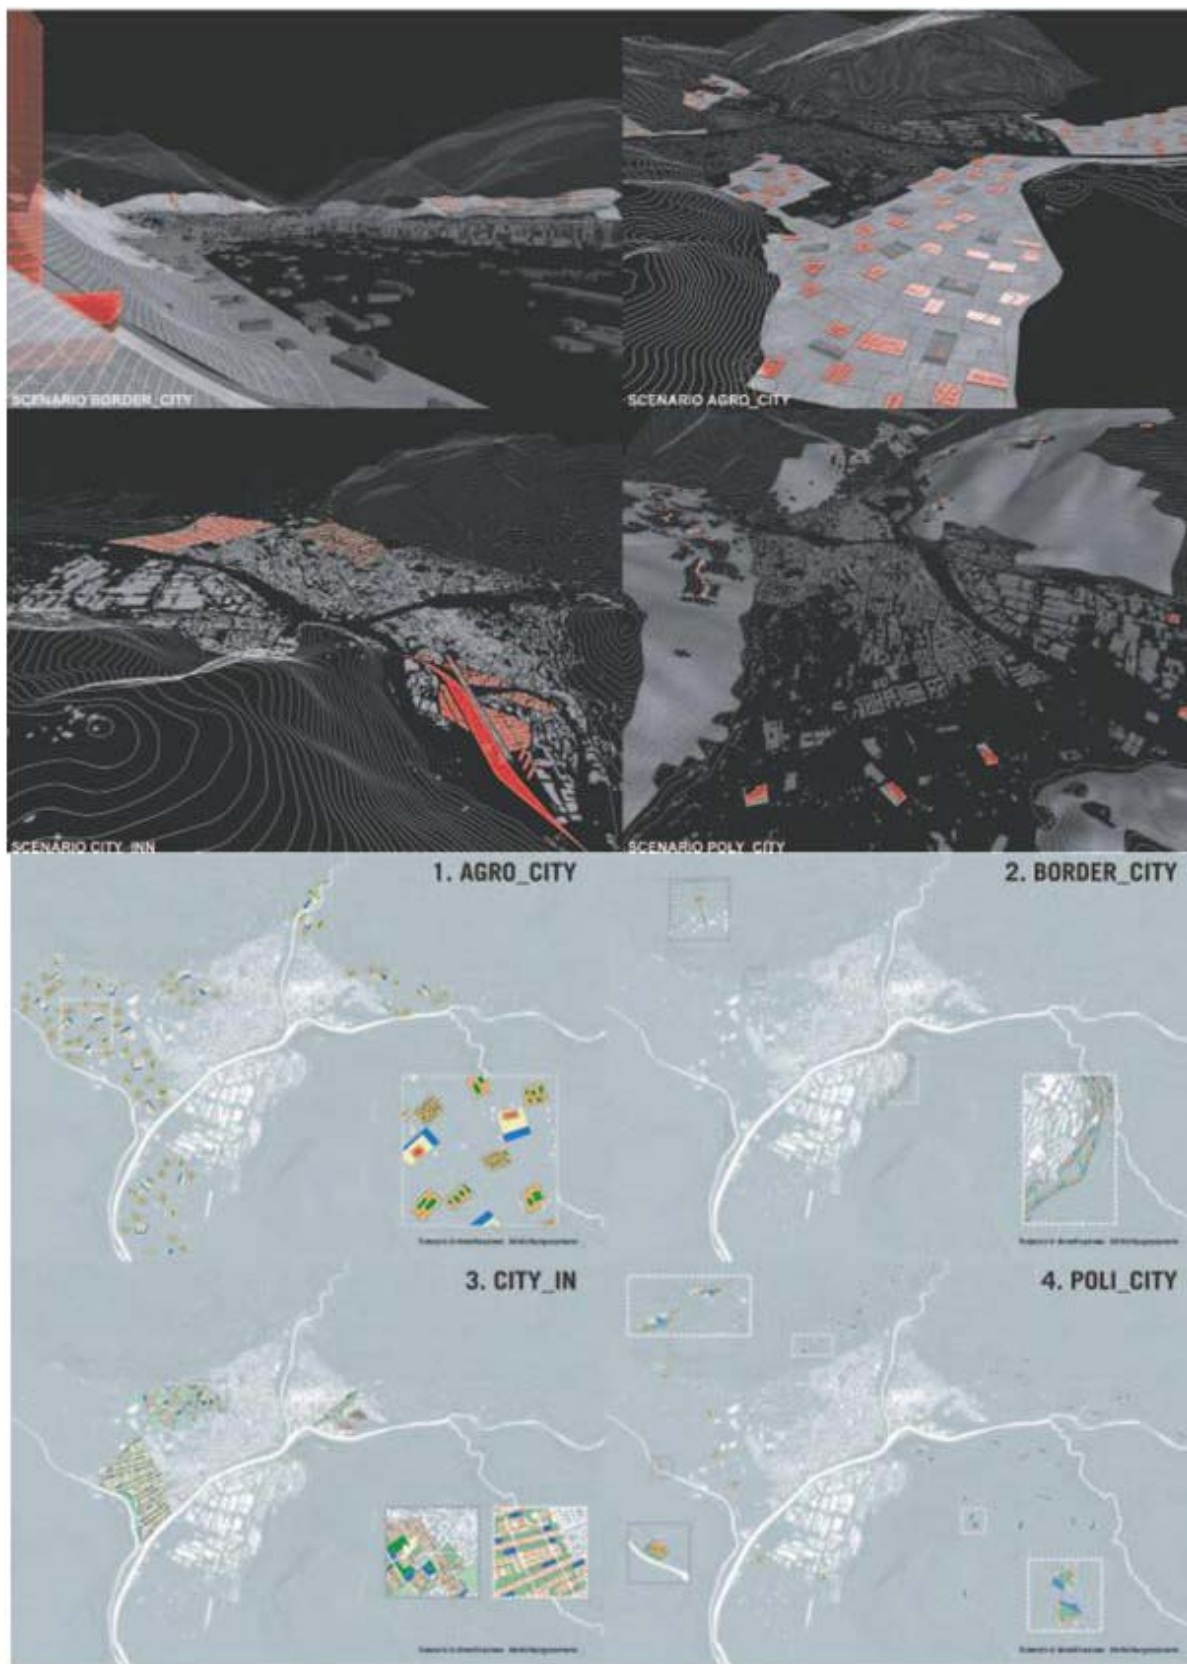 SCENARIO BORDER_CITY
SCENARIO AGRO_CITY
SCENARIO CITY_INN
SCENARIO POLY_CITY
1. AGRO_CITY
2. BORDER_CITY
3. CITY_IN
4. POLI_CITY